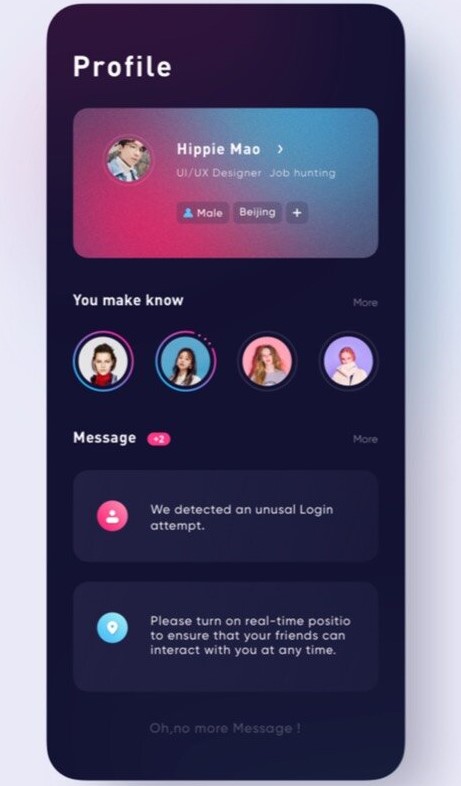 Profile
Hippie Mao >
UI/UX Designer Job hunting
Male Beijing +
You make know More
Message +2 More
We detected an unusal Login
attempt.
Please turn on real-time positio
to ensure that your friends can
interact with you at any time.
Oh,no more Message !